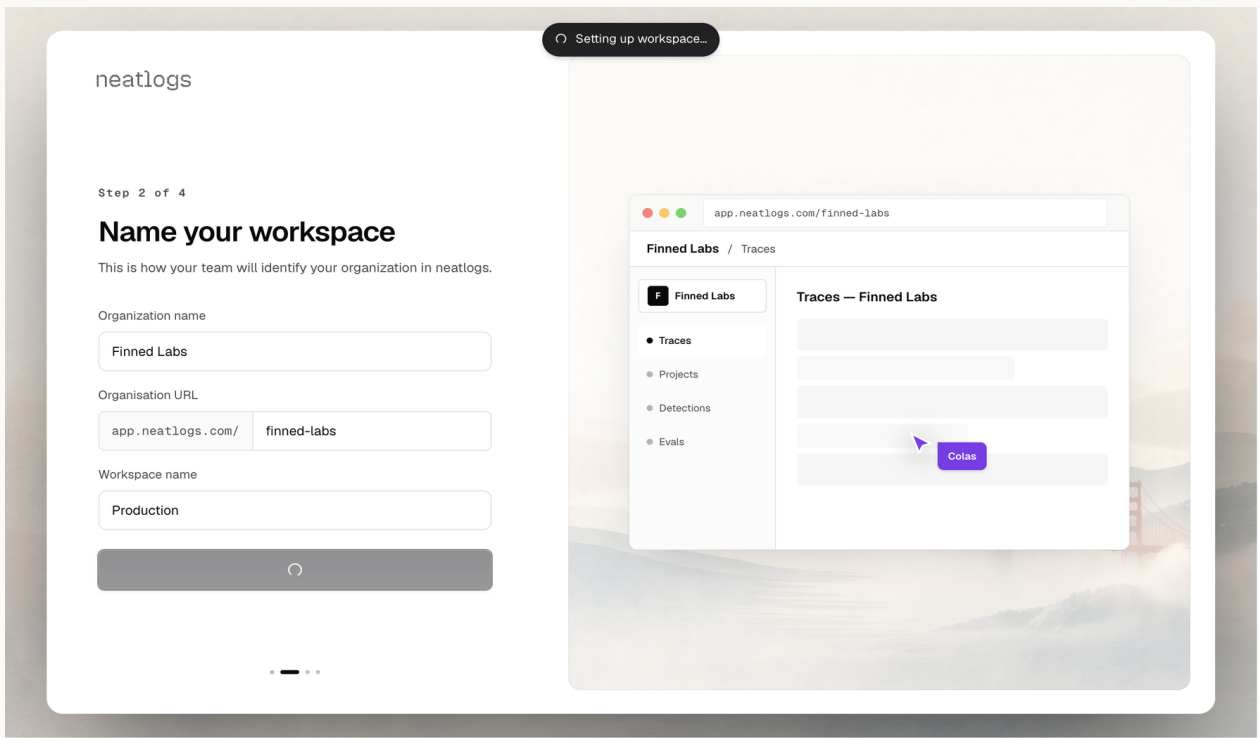 Setting up workspace…
neatlogs
Step 2 of 4
Name your workspace
This is how your team will identify your organization in neatlogs.
Organization name
Finned Labs
Organisation URL
app.neatlogs.com/ finned-labs
Workspace name
Production
app.neatlogs.com/finned-labs
Finned Labs / Traces
F Finned Labs
Traces
Projects
Detections
Evals
Traces — Finned Labs
Colas